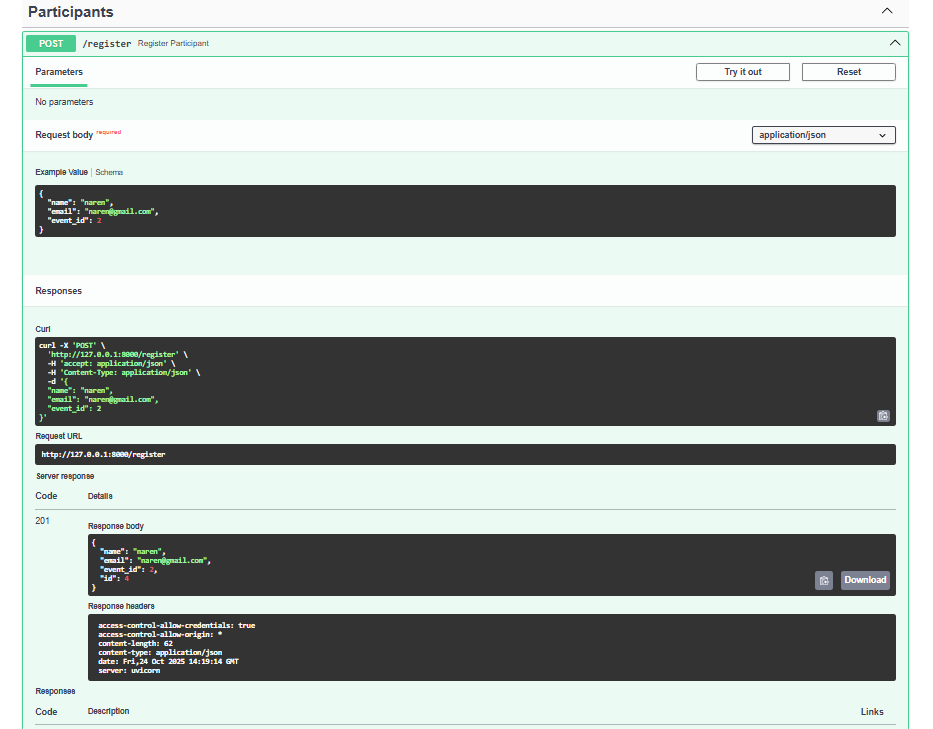 Participants
POST /register Register Participant
Parameters Try it out Reset
No parameters
Request body required application/json
Example Value | Schema
{
"name": "naren",
"email": "naren@gmail.com",
"event_id": 2
}
Responses
Curl
curl -X 'POST' \
'http://127.0.0.1:8000/register' \
-H 'accept: application/json' \
-H 'Content-Type: application/json' \
-d '{
"name": "naren",
"email": "naren@gmail.com",
"event_id": 2
}'
Request URL
http://127.0.0.1:8000/register
Server response
Code Details
201
Response body
{
"name": "naren",
"email": "naren@gmail.com",
"event_id": 2,
"id": 4
}
Download
Response headers
access-control-allow-credentials: true
access-control-allow-origin: *
content-length: 62
content-type: application/json
date: Fri,24 Oct 2025 14:19:14 GMT
server: uvicorn
Responses
Code Description Links